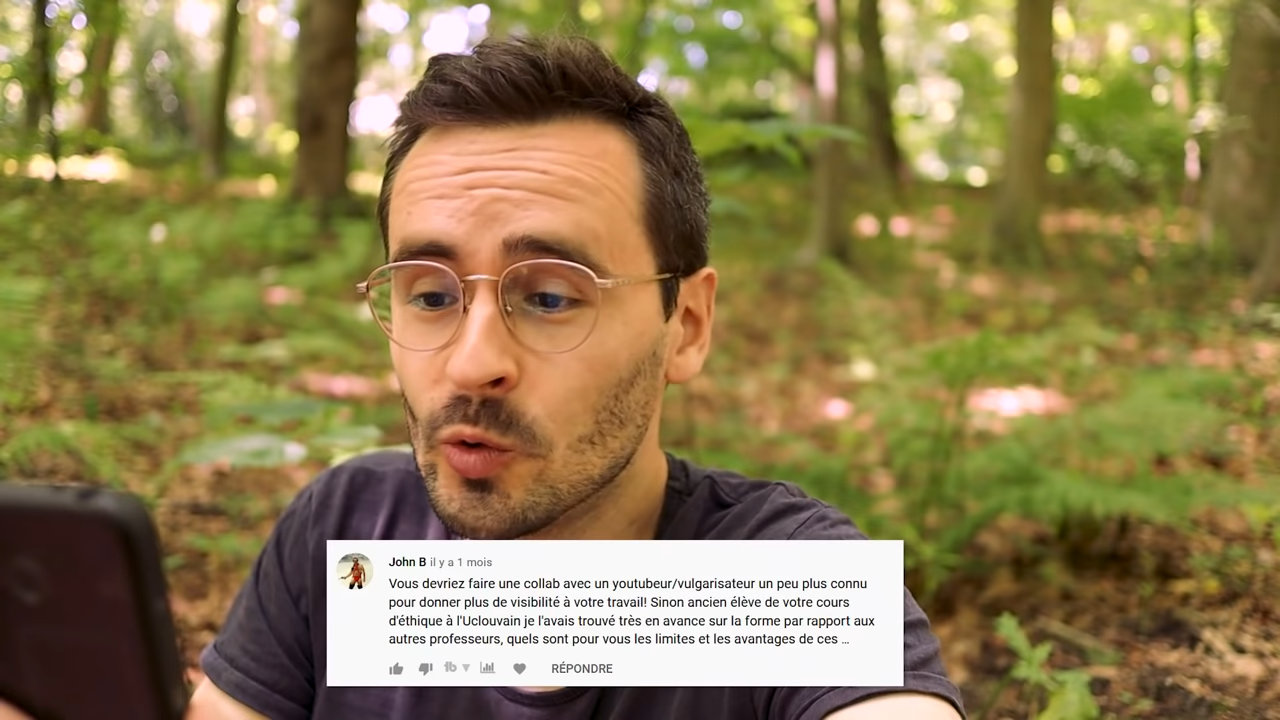 John B il y a 1 mois
Vous devriez faire une collab avec un youtubeur/vulgarisateur un peu plus connu
pour donner plus de visibilité à votre travail! Sinon ancien élève de votre cours
d'éthique à l'Uclouvain je l'avais trouvé très en avance sur la forme par rapport aux
autres professeurs, quels sont pour vous les limites et les avantages de ces ...
RÉPONDRE